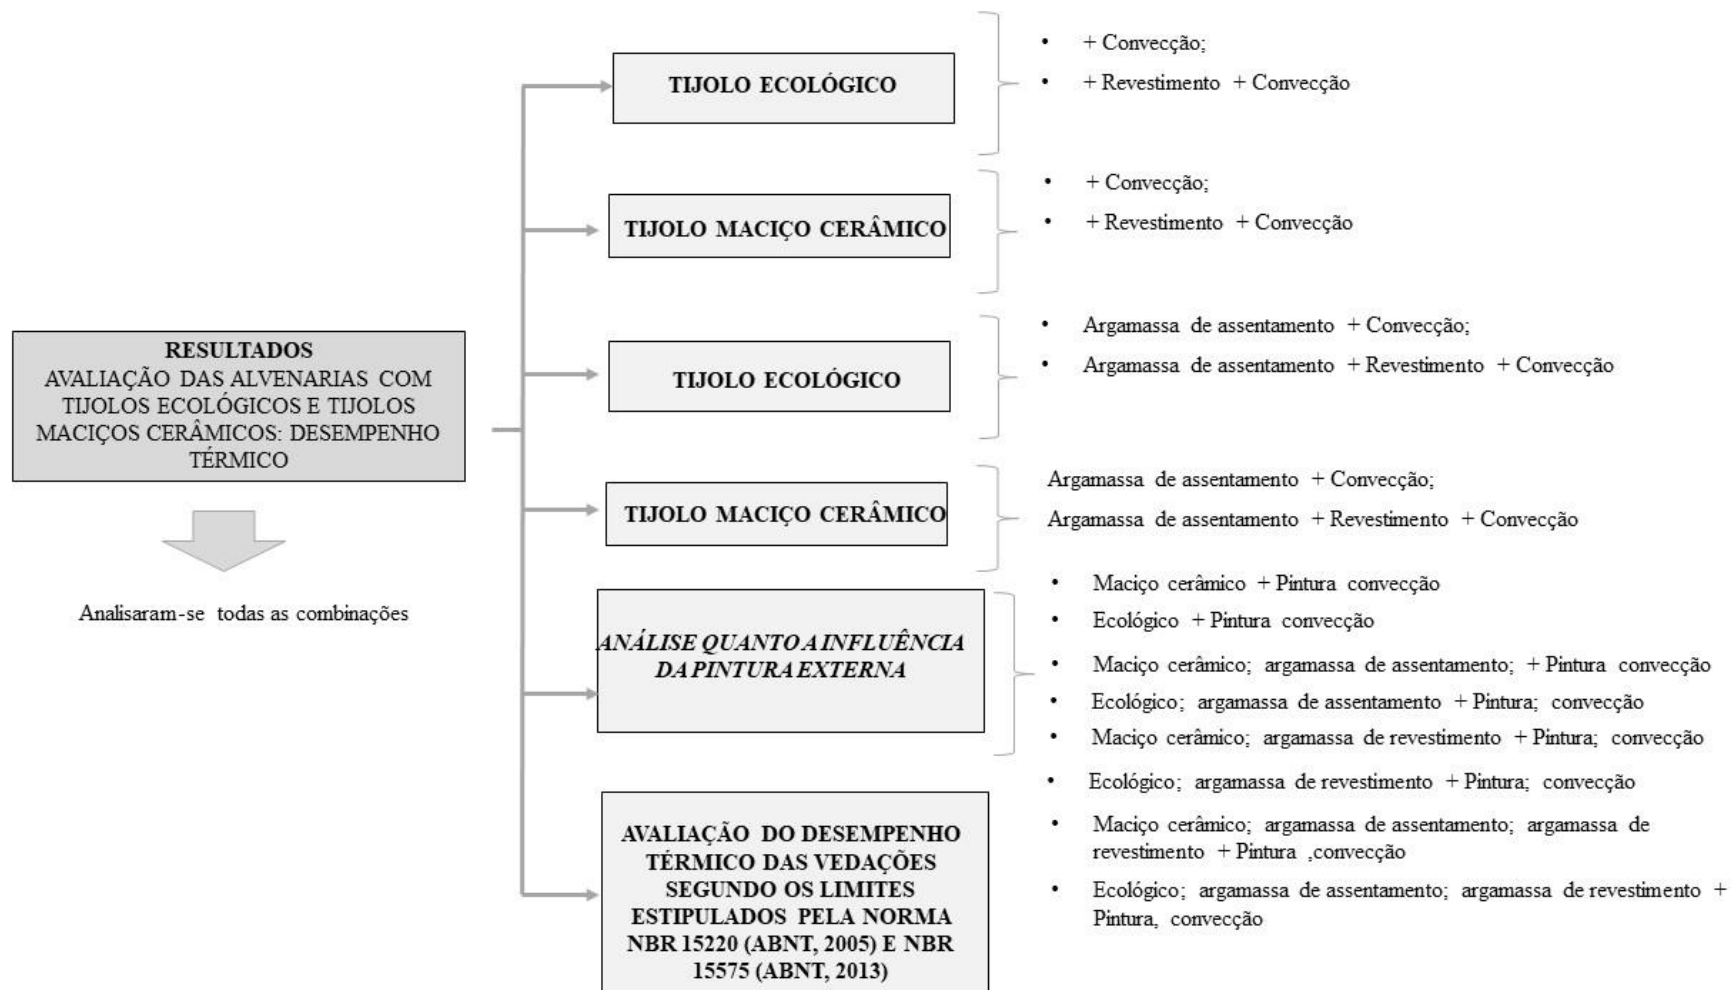 RESULTADOS
AVALIAÇÃO DAS ALVENARIAS COM
TIJOLOS ECOLÓGICOS E TIJOLOS
MACIÇOS CERÂMICOS: DESEMPENHO
TÉRMICO
Analisaram-se todas as combinações
TIJOLO ECOLÓGICO
• + Convecção;
• + Revestimento + Convecção
TIJOLO MACIÇO CERÂMICO
• + Convecção;
• + Revestimento + Convecção
TIJOLO ECOLÓGICO
• Argamassa de assentamento + Convecção;
• Argamassa de assentamento + Revestimento + Convecção
TIJOLO MACIÇO CERÂMICO
Argamassa de assentamento + Convecção;
Argamassa de assentamento + Revestimento + Convecção
ANÁLISE QUANTO A INFLUÊNCIA
DA PINTURA EXTERNA
• Maciço cerâmico + Pintura convecção
• Ecológico + Pintura convecção
• Maciço cerâmico; argamassa de assentamento; + Pintura convecção
• Ecológico; argamassa de assentamento + Pintura; convecção
• Maciço cerâmico; argamassa de revestimento + Pintura; convecção
• Ecológico; argamassa de revestimento + Pintura; convecção
• Maciço cerâmico; argamassa de assentamento; argamassa de
revestimento + Pintura ,convecção
• Ecológico; argamassa de assentamento; argamassa de revestimento +
Pintura, convecção
AVALIAÇÃO DO DESEMPENHO
TÉRMICO DAS VEDAÇÕES
SEGUNDO OS LIMITES
ESTIPULADOS PELA NORMA
NBR 15220 (ABNT, 2005) E NBR
15575 (ABNT, 2013)